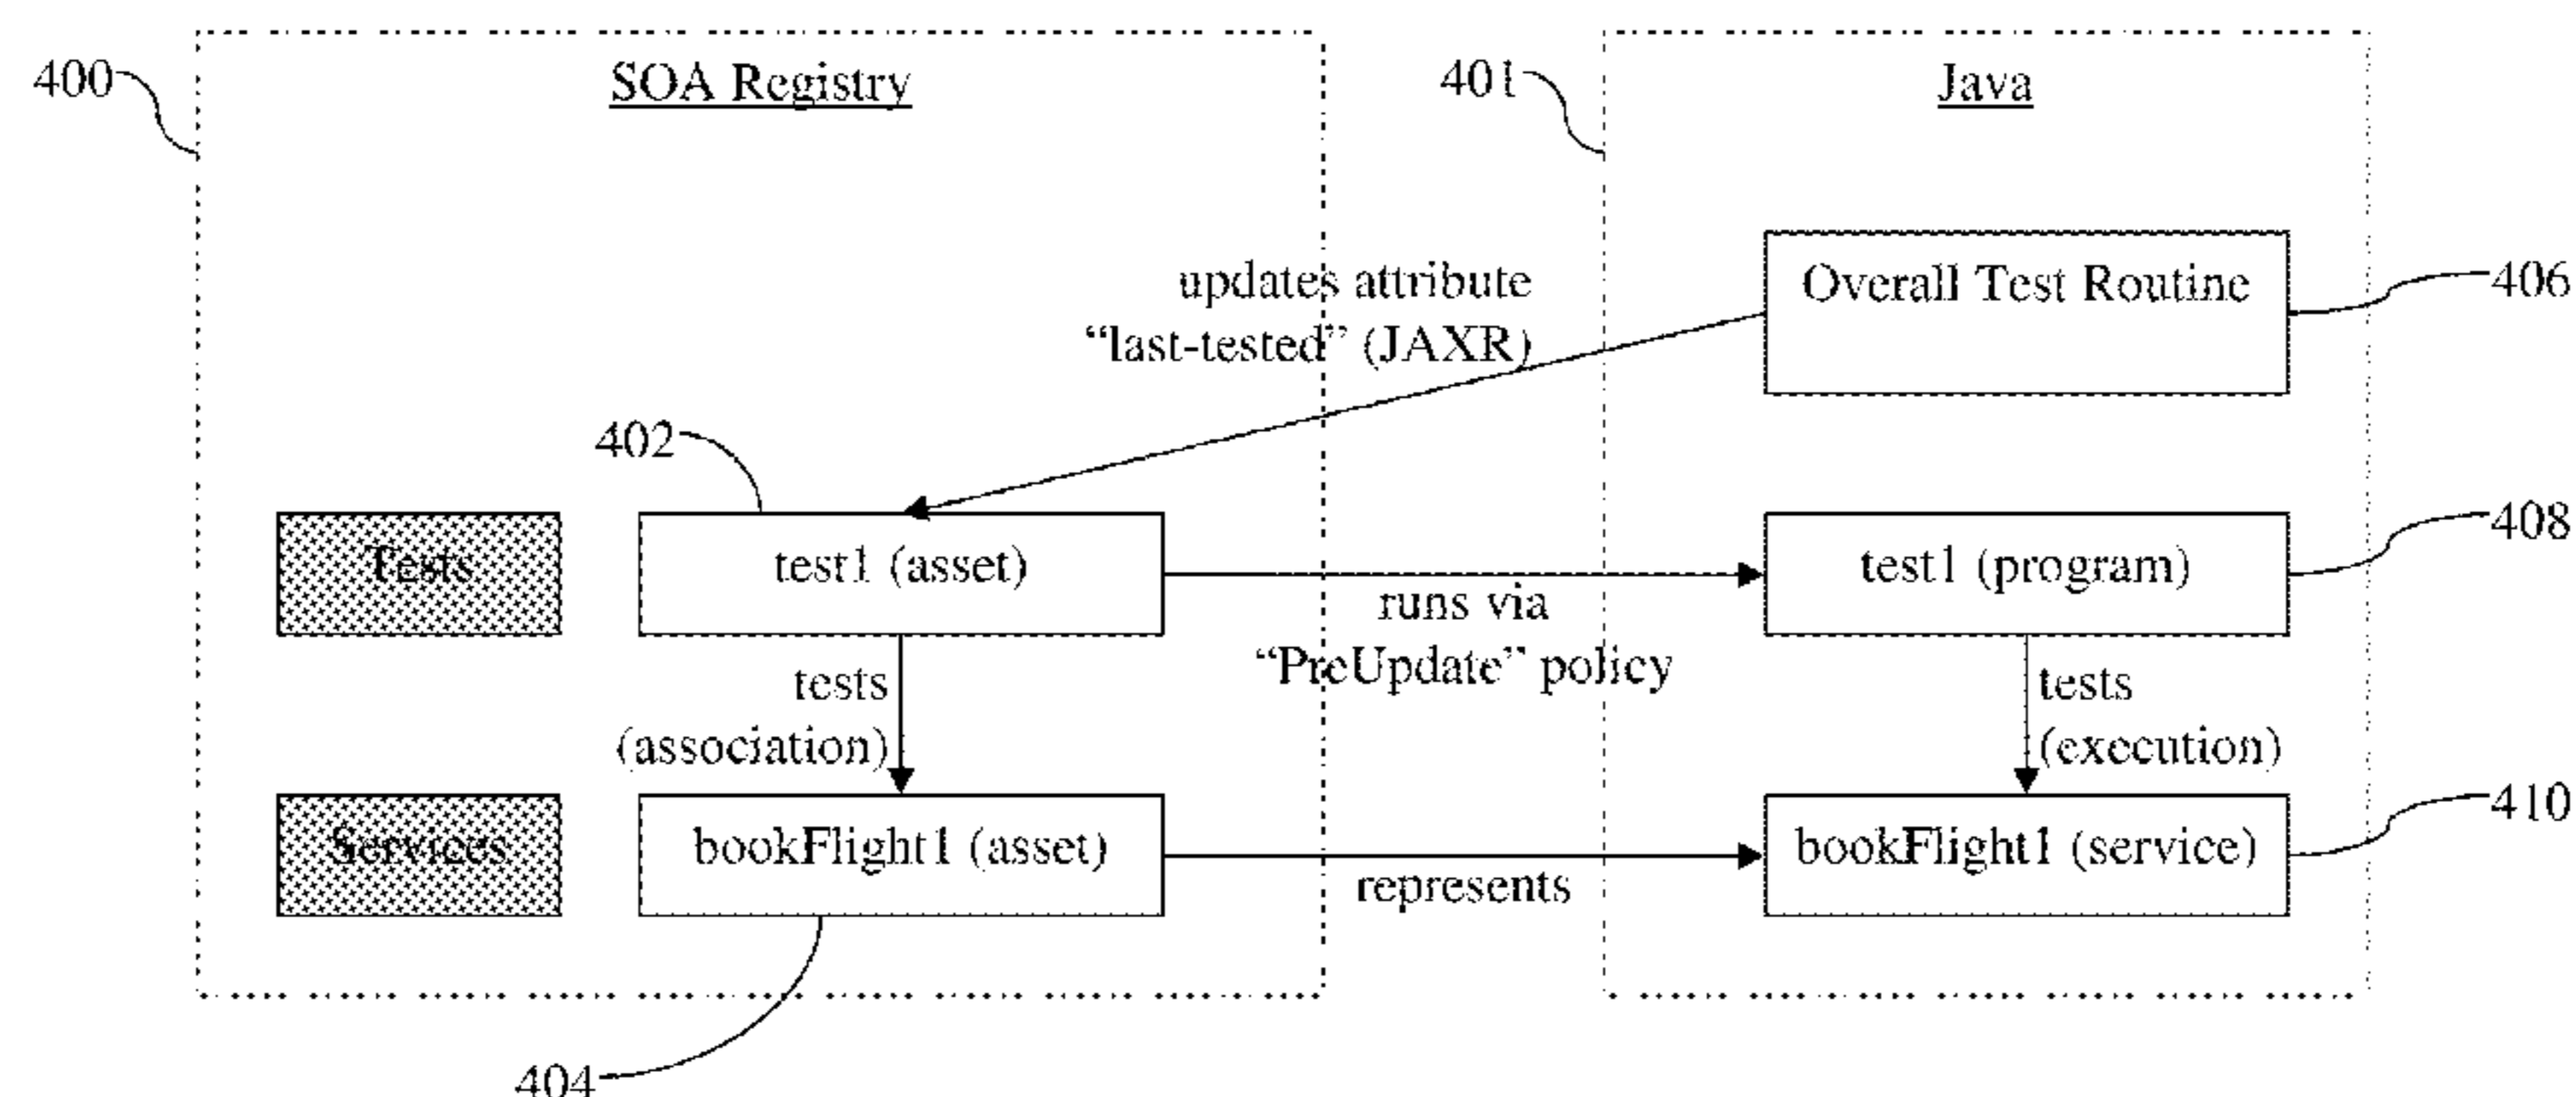 400
SOA Registry
401
Java
updates attribute
“last-tested” (JAXR)
Overall Test Routine
406
402
Tests
test1 (asset)
runs via
“PreUpdate” policy
test1 (program)
408
tests
(association)
tests
(execution)
Services
bookFlight1 (asset)
represents
bookFlight1 (service)
410
404